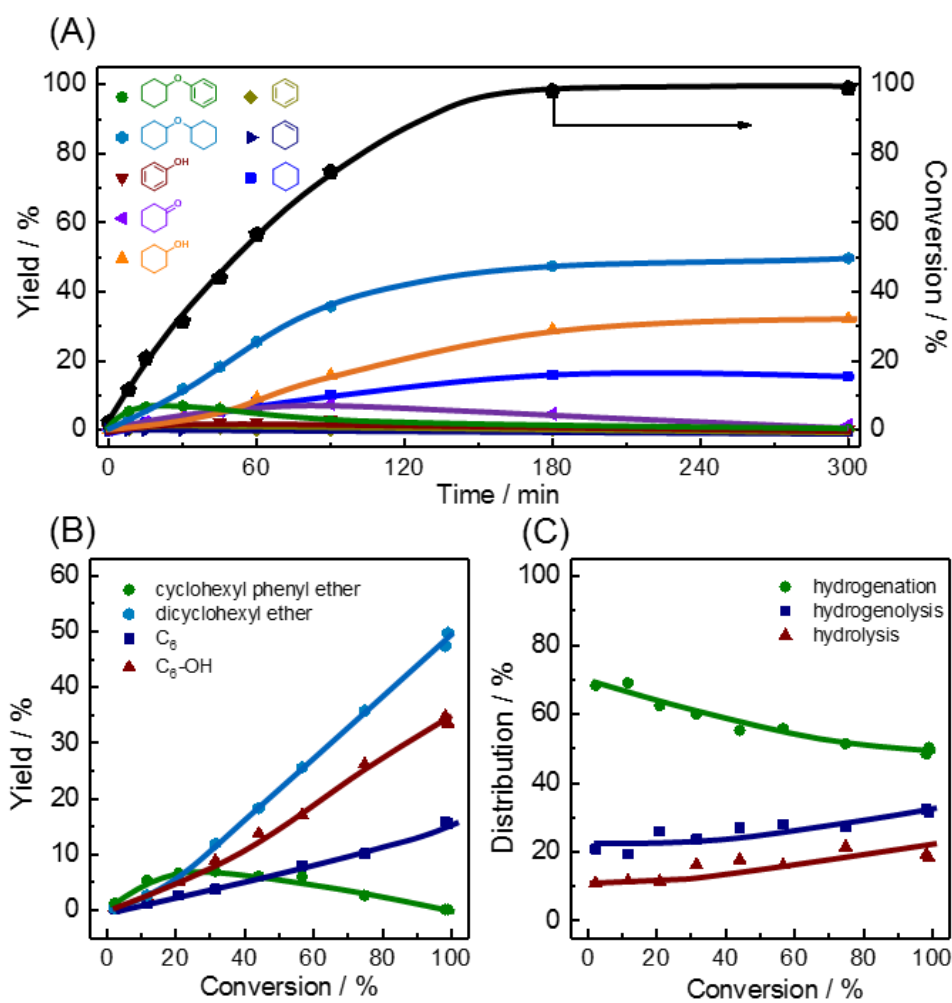 (A)
100
80
60
40
20
0
Yield / %
O
O
OH
O
OH
100
80
60
40
20
0
Conversion / %
0 60 120 180 240 300
Time / min
(B)
60
50
40
30
20
10
0
Yield / %
cyclohexyl phenyl ether
dicyclohexyl ether
C₆
C₆-OH
0 20 40 60 80 100
Conversion / %
(C)
100
80
60
40
20
0
Distribution / %
hydrogenation
hydrogenolysis
hydrolysis
0 20 40 60 80 100
Conversion / %